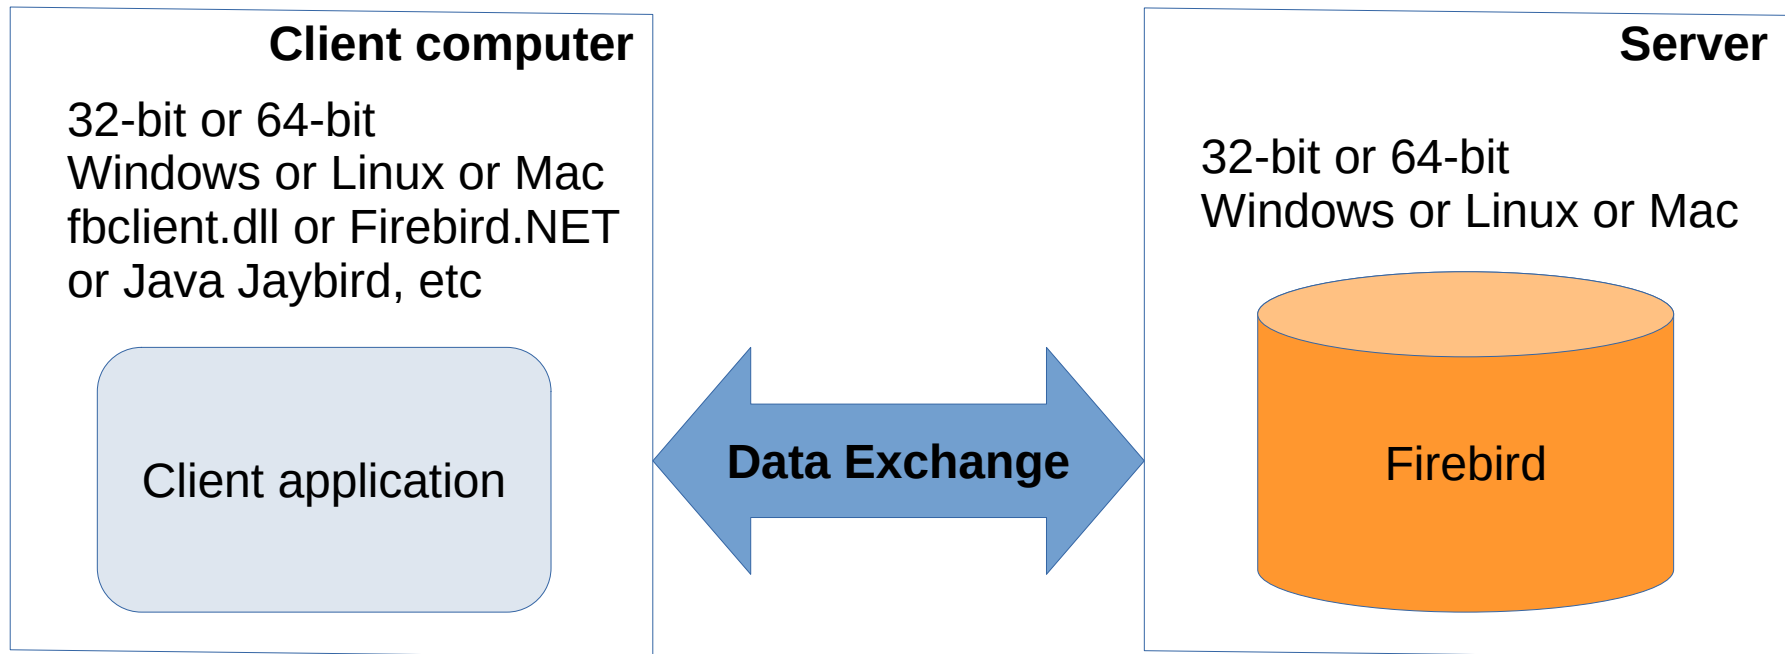 Client computer
32-bit or 64-bit
Windows or Linux or Mac
fbclient.dll or Firebird.NET
or Java Jaybird, etc
Client application
Data Exchange
Server
32-bit or 64-bit
Windows or Linux or Mac
Firebird